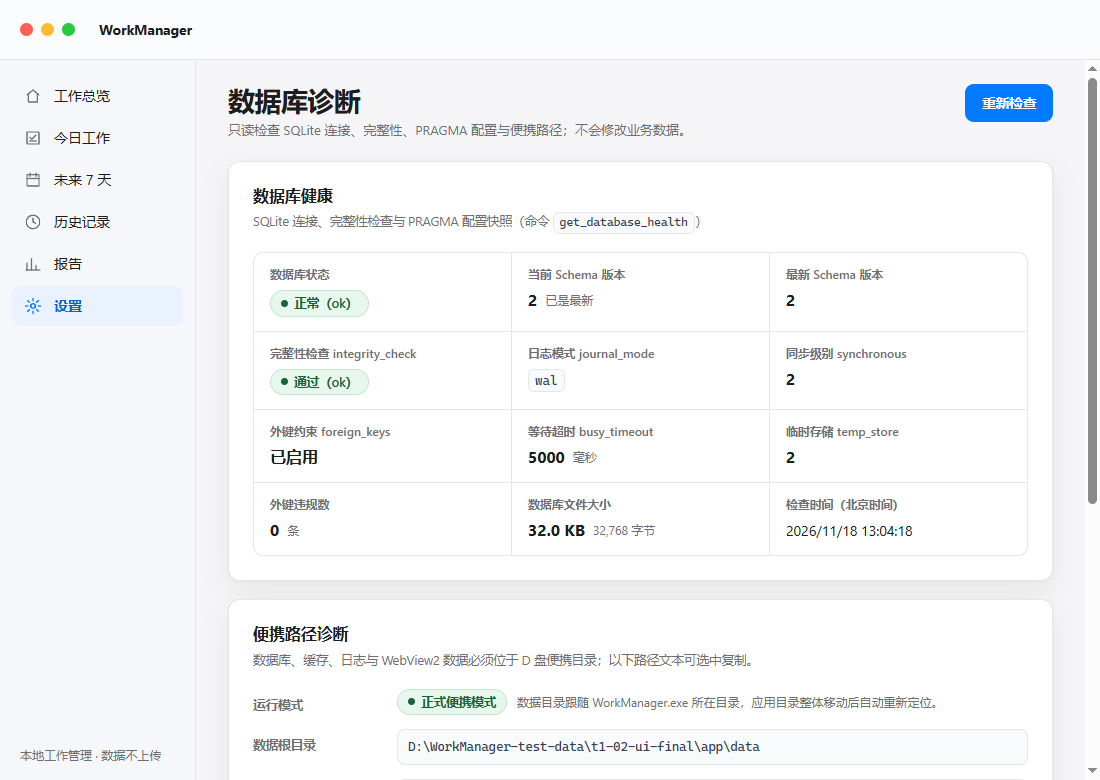 WorkManager
工作总览
今日工作
未来 7 天
历史记录
报告
设置
本地工作管理 · 数据不上传
数据库诊断
只读检查 SQLite 连接、完整性、PRAGMA 配置与便携路径；不会修改业务数据。
重新检查
数据库健康
SQLite 连接、完整性检查与 PRAGMA 配置快照（命令 get_database_health）
数据库状态
正常（ok）
当前 Schema 版本
2 已是最新
最新 Schema 版本
2
完整性检查 integrity_check
通过（ok）
日志模式 journal_mode
wal
同步级别 synchronous
2
外键约束 foreign_keys
已启用
等待超时 busy_timeout
5000 毫秒
临时存储 temp_store
2
外键违规数
0 条
数据库文件大小
32.0 KB 32,768 字节
检查时间（北京时间）
2026/11/18 13:04:18
便携路径诊断
数据库、缓存、日志与 WebView2 数据必须位于 D 盘便携目录；以下路径文本可选中复制。
运行模式
正式便携模式 数据目录跟随 WorkManager.exe 所在目录，应用目录整体移动后自动重新定位。
数据根目录
D:\WorkManager-test-data\t1-02-ui-final\app\data